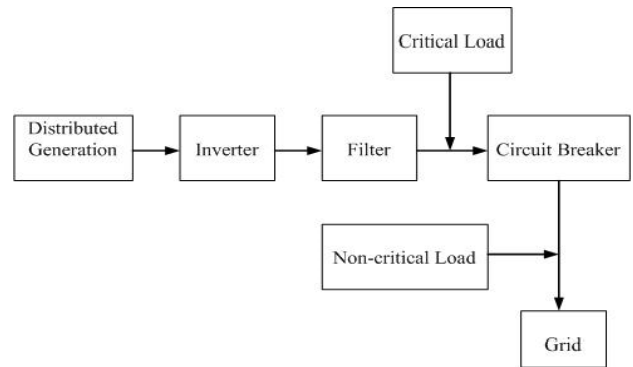 Critical Load
Distributed
Generation
Inverter
Filter
Circuit Breaker
Non-critical Load
Grid